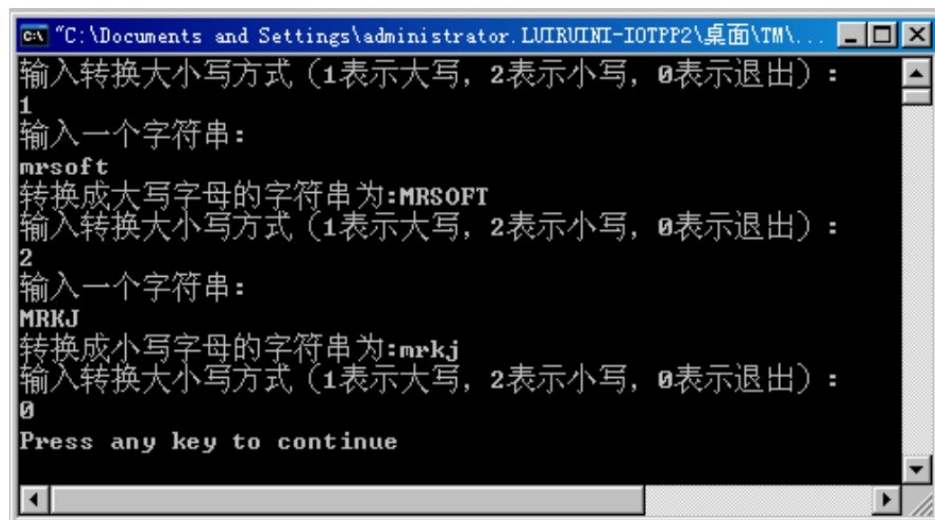 "C:\Documents and Settings\administrator.LUIRUINI-IOTPP2\桌面\TM\...
输入转换大小写方式（1表示大写，2表示小写，0表示退出）：
1
输入一个字符串：
mrsoft
转换成大写字母的字符串为:MRSOFT
输入转换大小写方式（1表示大写，2表示小写，0表示退出）：
2
输入一个字符串：
MRKJ
转换成小写字母的字符串为:mrkj
输入转换大小写方式（1表示大写，2表示小写，0表示退出）：
0
Press any key to continue